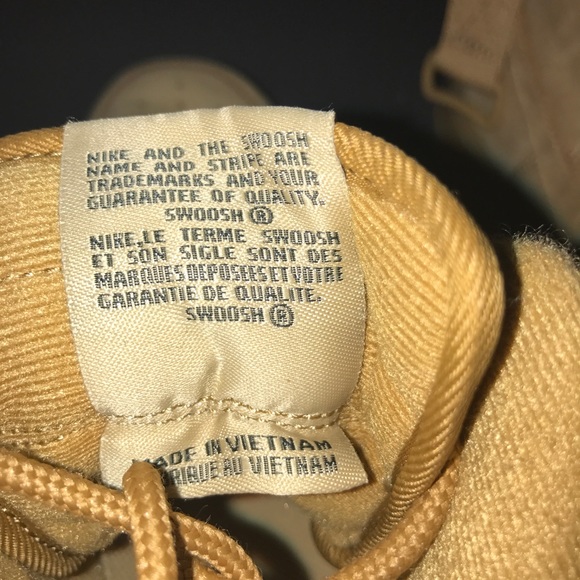 NIKE AND THE SWOOSH
NAME AND STRIPE ARE
TRADEMARKS AND YOUR
GUARANTEE OF QUALITY.
SWOOSH ®
NIKE,LE TERME SWOOSH
ET SON SIGLE SONT DES
MARQUES DEPOSEES ET VOTRE
GARANTIE DE QUALITE.
SWOOSH ®
MADE IN VIETNAM
RIQUE AU VIETNAM